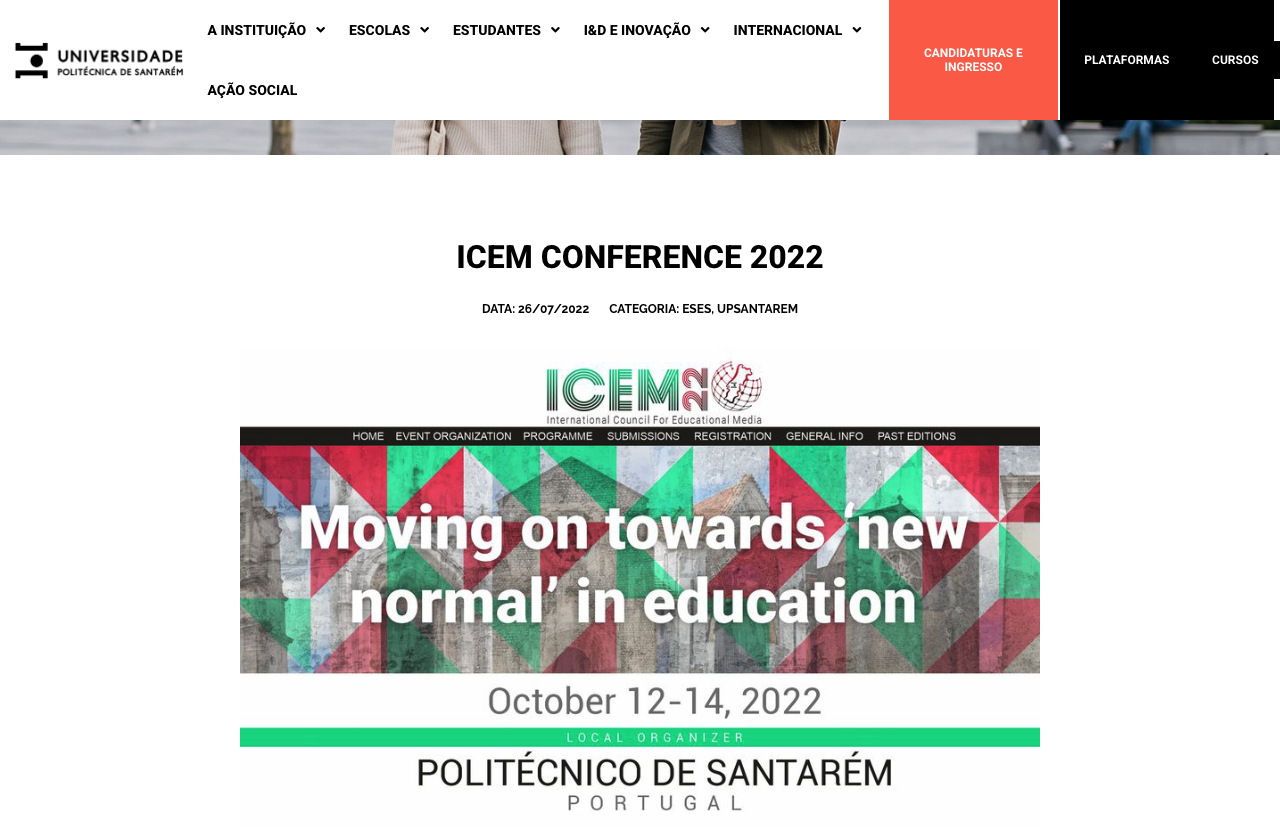 UNIVERSIDADE
POLITÉCNICA DE SANTARÉM
A INSTITUIÇÃO
ESCOLAS
ESTUDANTES
I&D E INOVAÇÃO
INTERNACIONAL
AÇÃO SOCIAL
CANDIDATURAS E
INGRESSO
PLATAFORMAS
CURSOS
ICEM CONFERENCE 2022
DATA: 26/07/2022 CATEGORIA: ESES, UPSANTAREM
ICEM 22
International Council For Educational Media
HOME EVENT ORGANIZATION PROGRAMME SUBMISSIONS REGISTRATION GENERAL INFO PAST EDITIONS
Moving on towards ‘new
normal’ in education
October 12-14, 2022
LOCAL ORGANIZER
POLITÉCNICO DE SANTARÉM
PORTUGAL